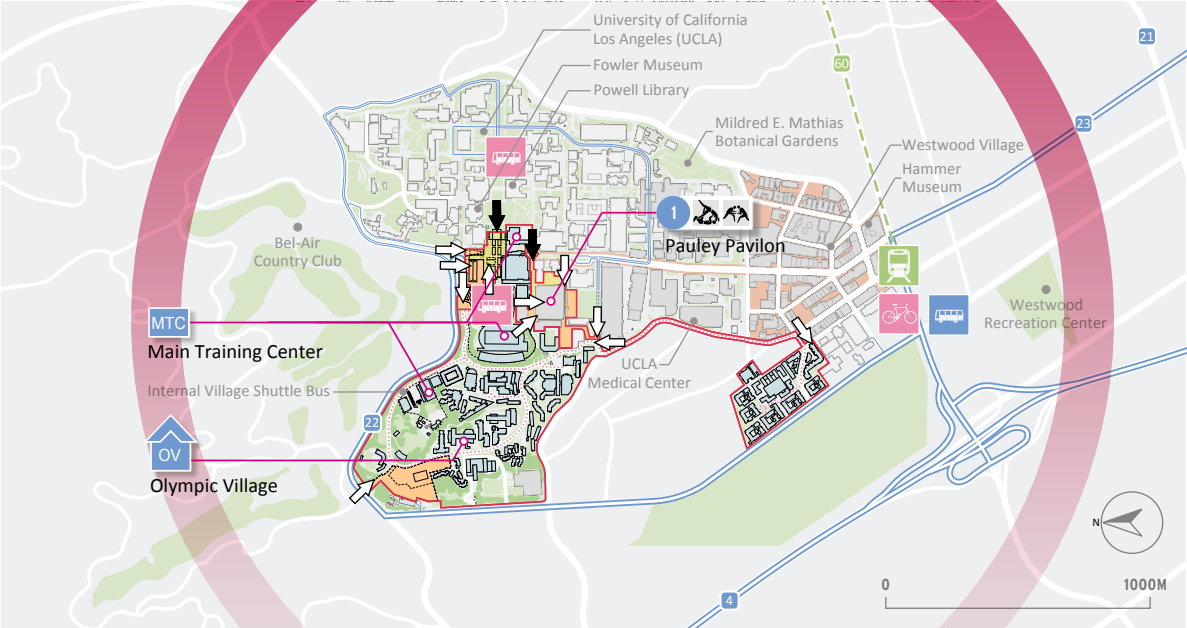 University of California
Los Angeles (UCLA)
Fowler Museum
Powell Library
21
60
23
Mildred E. Mathias
Botanical Gardens
Westwood Village
Hammer
Museum
1
Pauley Pavilion
Bel-Air
Country Club
Westwood
Recreation Center
MTC
Main Training Center
UCLA
Medical Center
Internal Village Shuttle Bus
22
OV
Olympic Village
N
0
1000M
4